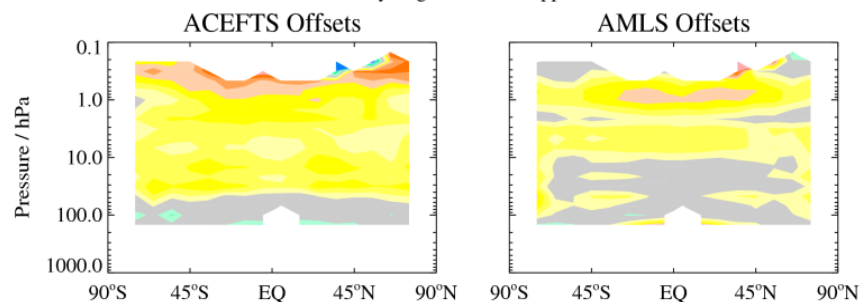 ACEFTS Offsets
AMLS Offsets
Pressure / hPa
0.1
1.0
10.0
100.0
1000.0
90°S 45°S EQ 45°N 90°N
90°S 45°S EQ 45°N 90°N